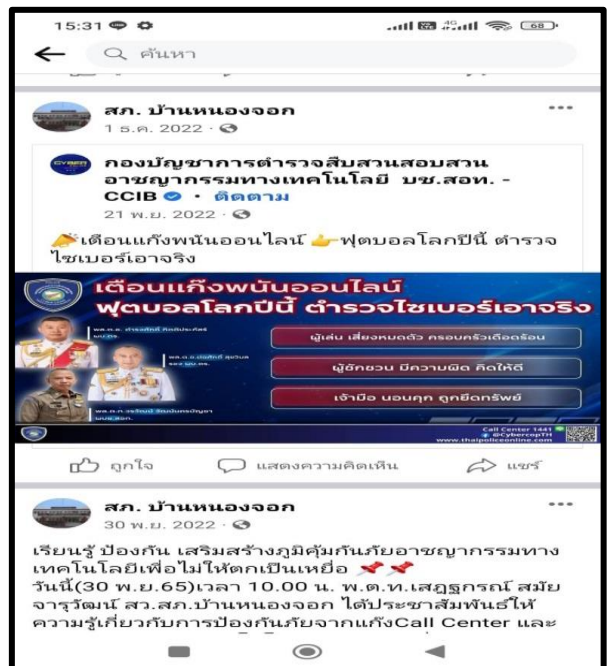 15:31
4G
68
ค้นหา
สภ. บ้านหนองจอก
1 ธ.ค. 2022
กองบัญชาการตำรวจสืบสวนสอบสวน
อาชญากรรมทางเทคโนโลยี บช.สอท. -
CCIB · ติดตาม
21 พ.ย. 2022 ·
📣เตือนแก๊งพนันออนไลน์ 👉ฟุตบอลโลกปีนี้ ตำรวจ
ไซเบอร์เอาจริง
เตือนแก๊งพนันออนไลน์
ฟุตบอลโลกปีนี้ ตำรวจไซเบอร์เอาจริง
ผู้เล่น เสี่ยงหมดตัว ครอบครัวเดือดร้อน
ผู้ชักชวน มีความผิด คิดให้ดี
เจ้ามือ นอนคุก ถูกยึดทรัพย์
Call Center 1441
@CybercopTH
www.thaipoliceonline.com
ถูกใจ แสดงความคิดเห็น แชร์
สภ. บ้านหนองจอก
30 พ.ย. 2022 ·
เรียนรู้ ป้องกัน เสริมสร้างภูมิคุ้มกันภัยอาชญากรรมทาง
เทคโนโลยีเพื่อไม่ให้ตกเป็นเหยื่อ 📌📌
วันนี้(30 พ.ย.65)เวลา 10.00 น. พ.ต.ท.เสฎฐกรณ์ สมัย
จารุวัฒน์ สว.สภ.บ้านหนองจอก ได้ประชาสัมพันธ์ให้
ความรู้เกี่ยวกับการป้องกันภัยจากแก๊งCall Center และ